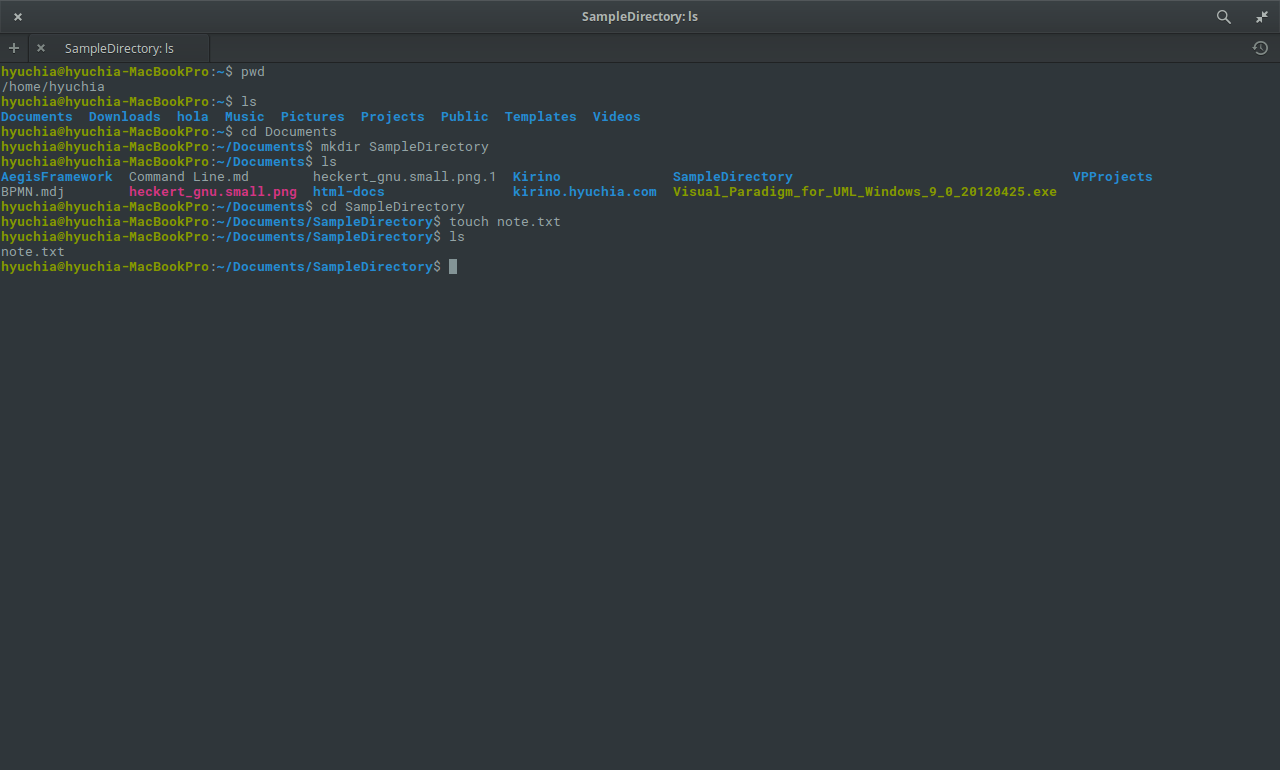 SampleDirectory: ls
SampleDirectory: ls
hyuchia@hyuchia-MacBookPro:~$ pwd
/home/hyuchia
hyuchia@hyuchia-MacBookPro:~$ ls
Documents  Downloads  hola  Music  Pictures  Projects  Public  Templates  Videos
hyuchia@hyuchia-MacBookPro:~$ cd Documents
hyuchia@hyuchia-MacBookPro:~/Documents$ mkdir SampleDirectory
hyuchia@hyuchia-MacBookPro:~/Documents$ ls
AegisFramework  Command Line.md        heckert_gnu.small.png.1  Kirino              SampleDirectory                                   VPProjects
BPMN.mdj        heckert_gnu.small.png  html-docs                kirino.hyuchia.com  Visual_Paradigm_for_UML_Windows_9_0_20120425.exe
hyuchia@hyuchia-MacBookPro:~/Documents$ cd SampleDirectory
hyuchia@hyuchia-MacBookPro:~/Documents/SampleDirectory$ touch note.txt
hyuchia@hyuchia-MacBookPro:~/Documents/SampleDirectory$ ls
note.txt
hyuchia@hyuchia-MacBookPro:~/Documents/SampleDirectory$